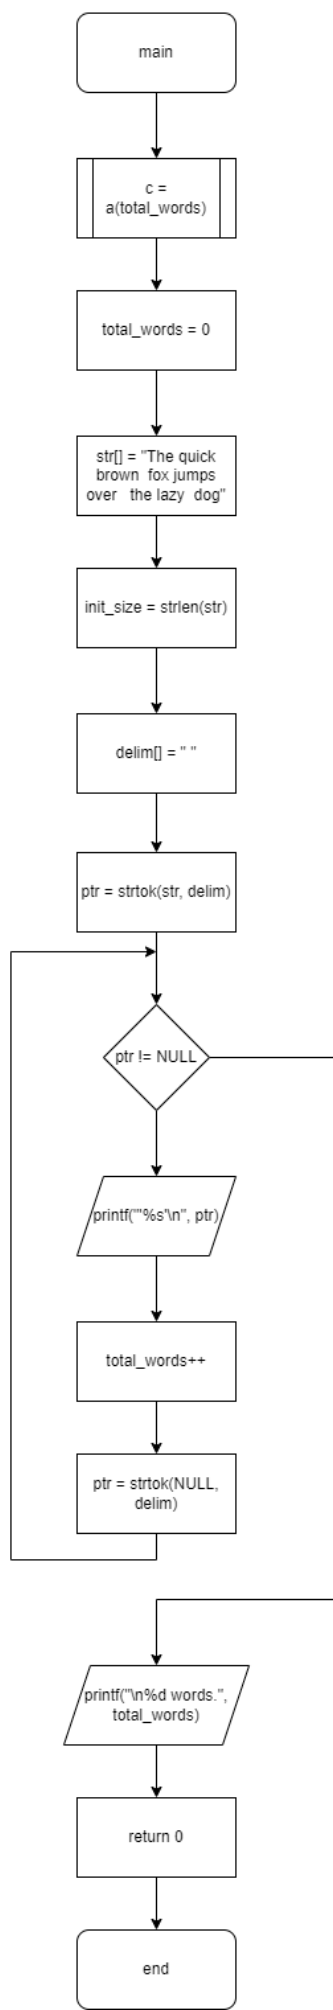 main
c =
a(total_words)
total_words = 0
str[] = "The quick
brown  fox jumps
over   the lazy  dog"
init_size = strlen(str)
delim[] = " "
ptr = strtok(str, delim)
ptr != NULL
printf("'%s'\n", ptr)
total_words++
ptr = strtok(NULL,
delim)
printf("\n%d words.",
total_words)
return 0
end